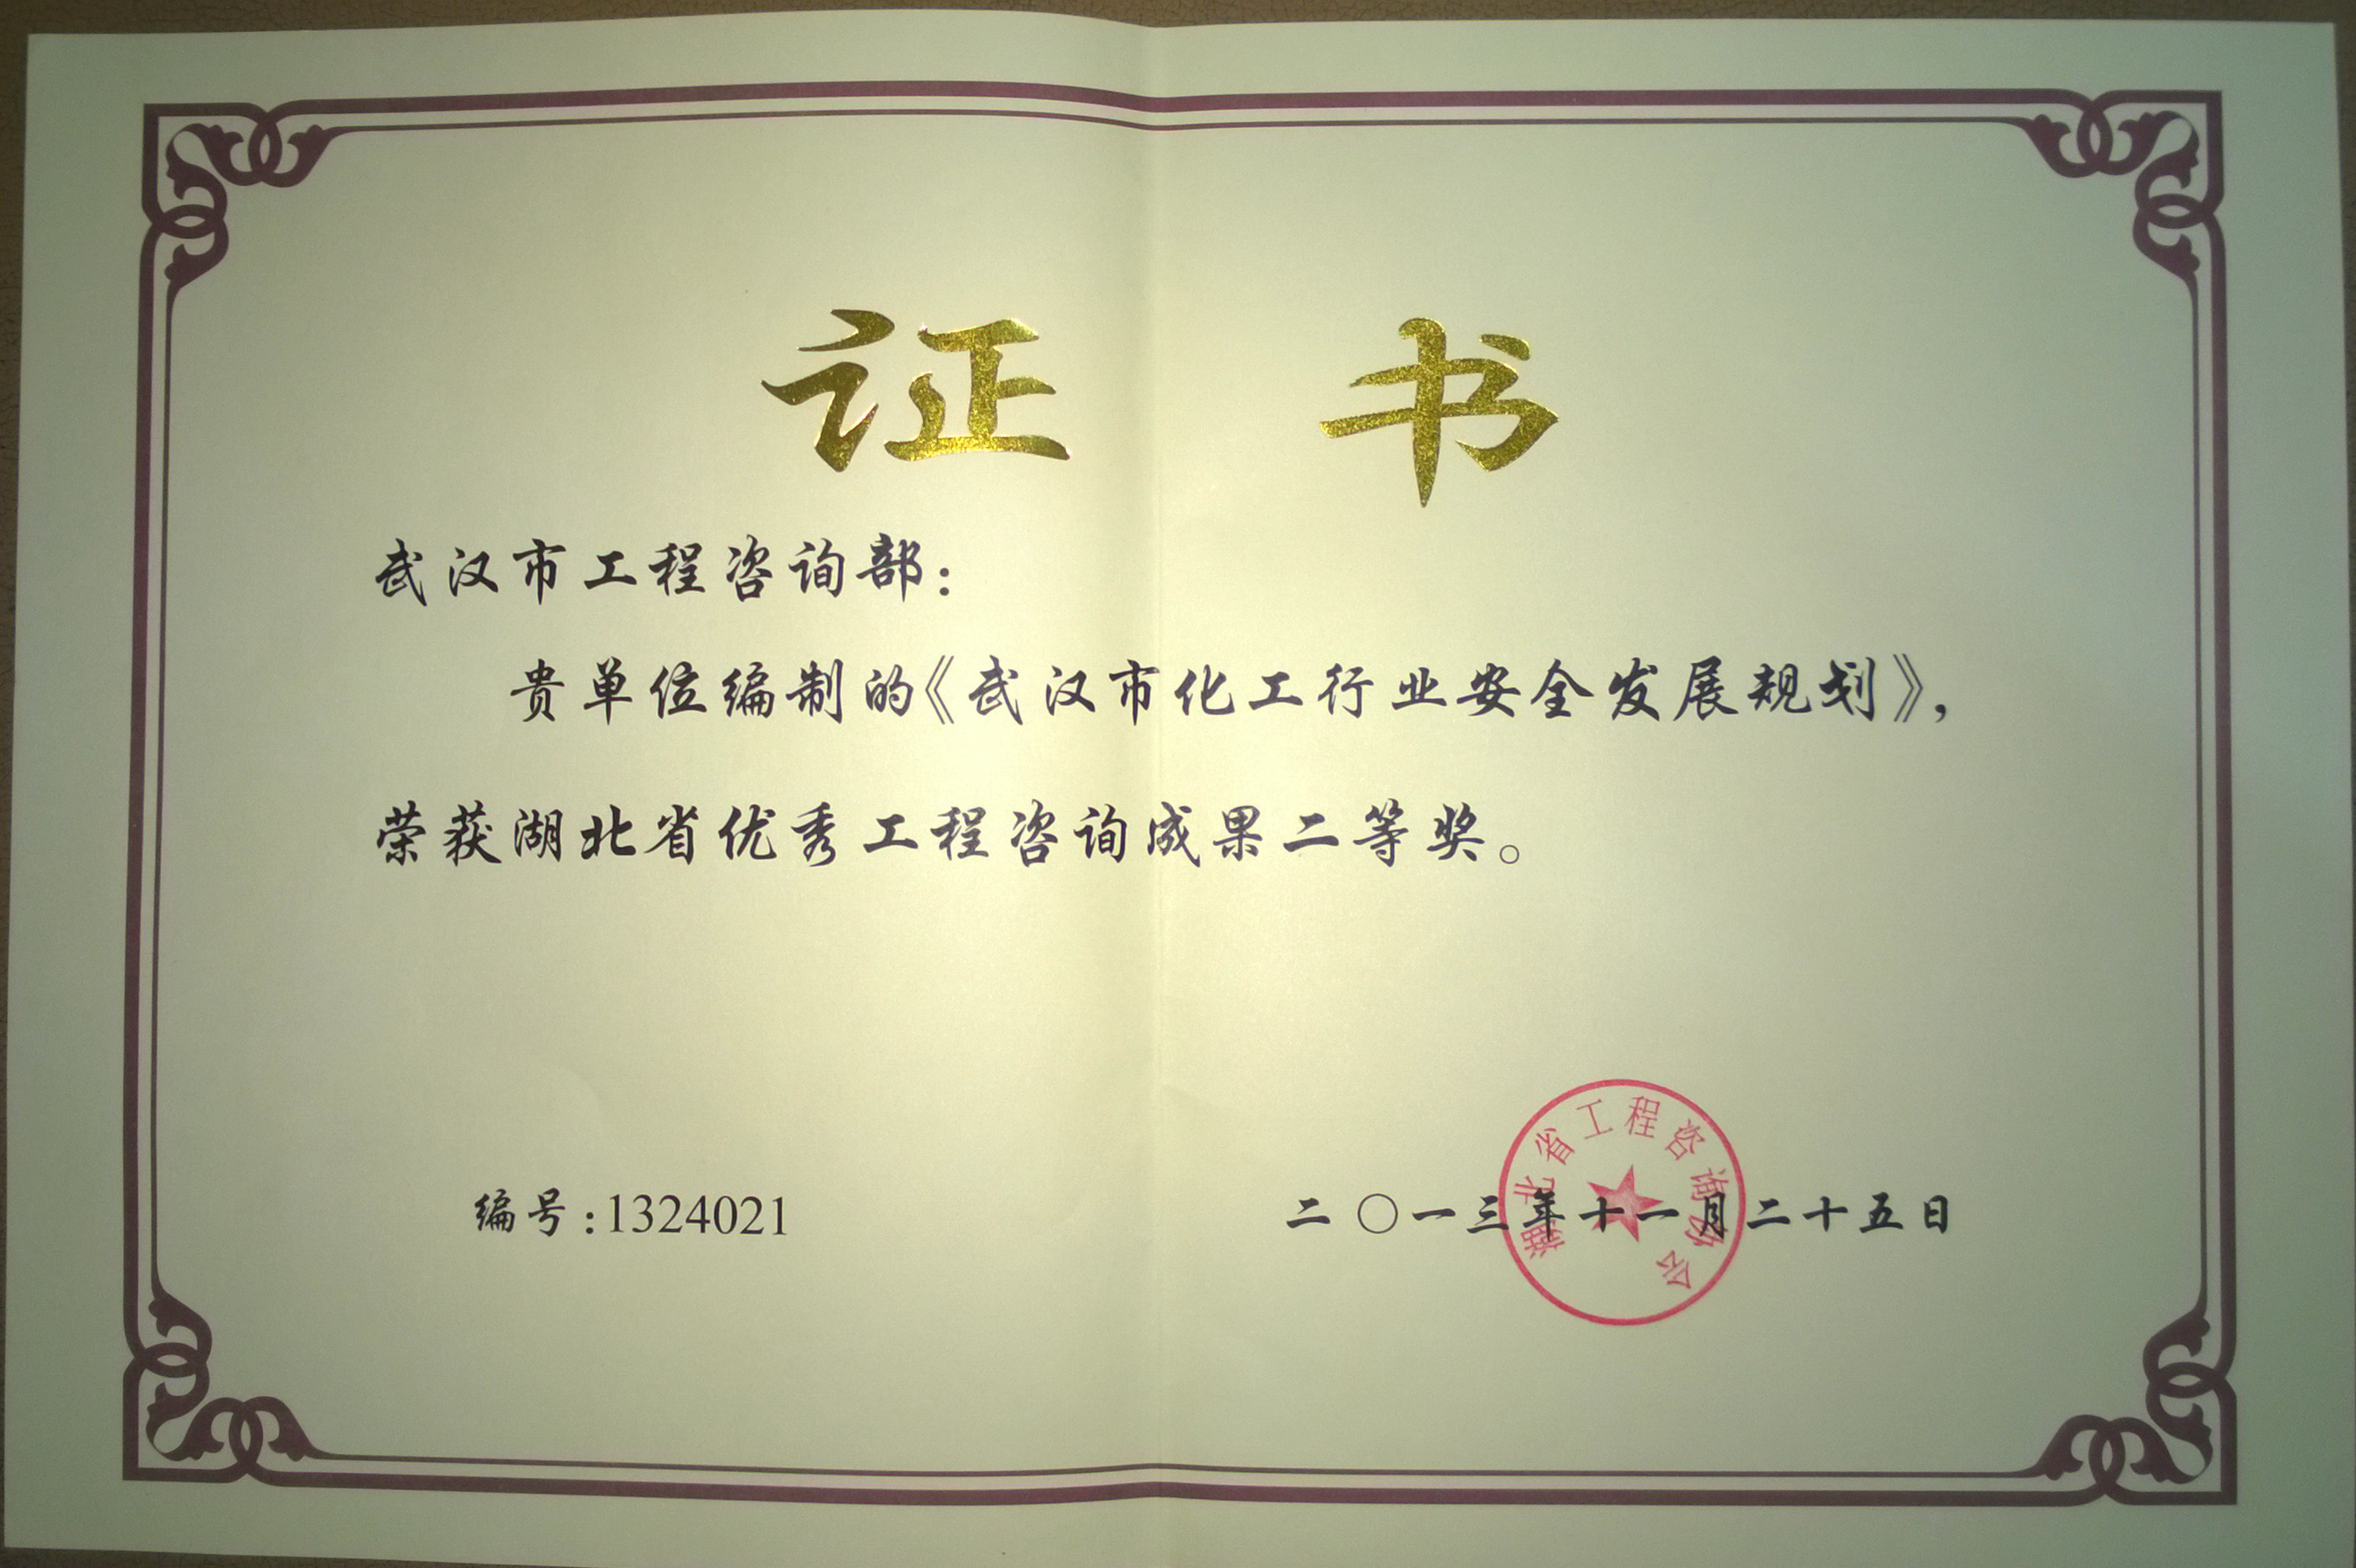 证书
武汉市工程咨询部：
贵单位编制的《武汉市化工行业安全发展规划》，
荣获湖北省优秀工程咨询成果二等奖。
湖北省工程咨询协会
编号：1324021
二〇一三年十一月二十五日